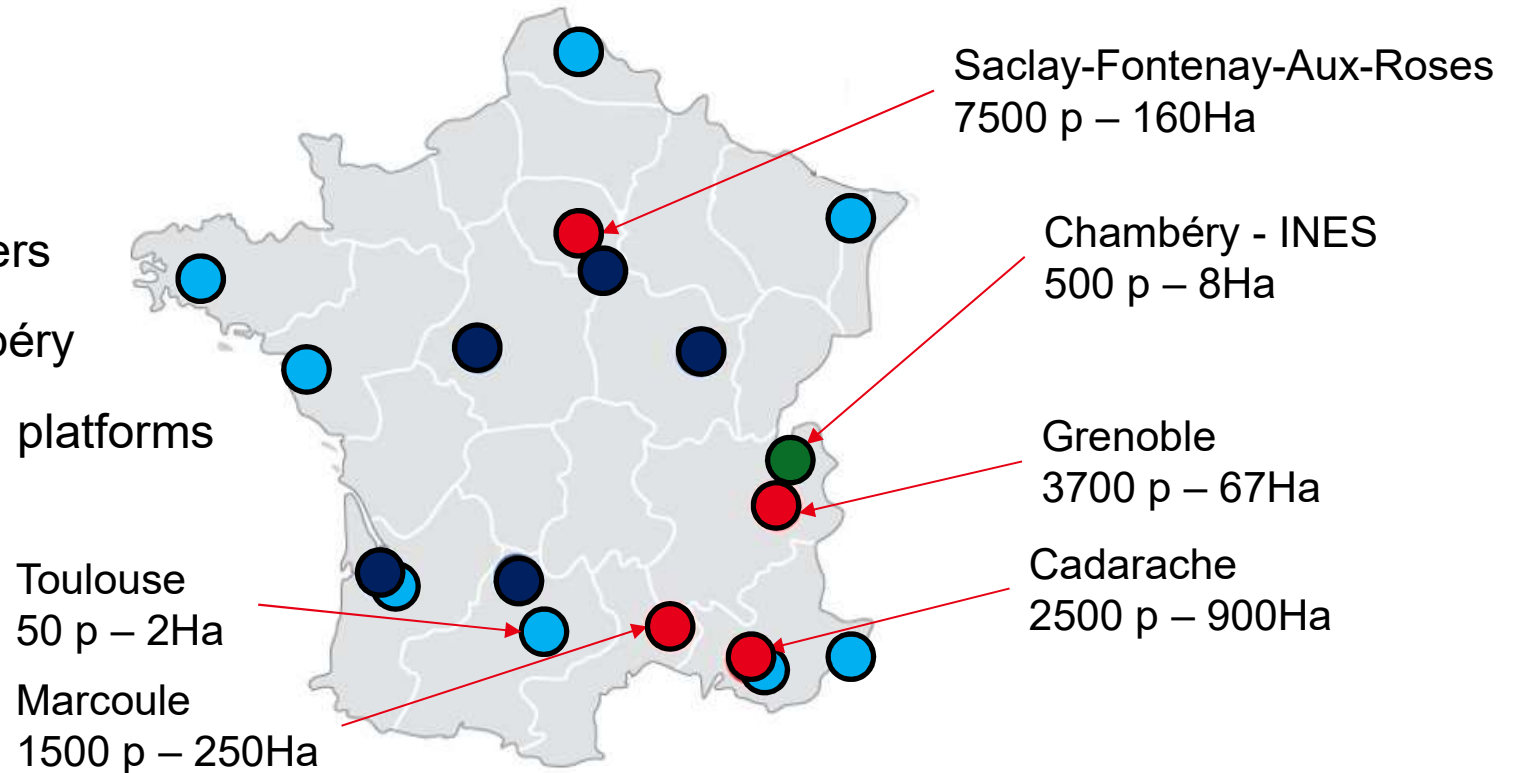 Saclay-Fontenay-Aux-Roses
7500 p – 160Ha
ers
Chambéry - INES
500 p – 8Ha
béry
platforms
Grenoble
3700 p – 67Ha
Toulouse
50 p – 2Ha
Cadarache
2500 p – 900Ha
Marcoule
1500 p – 250Ha